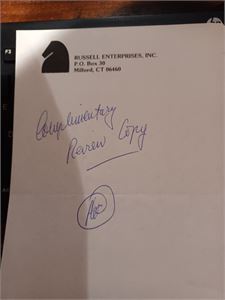 RUSSELL ENTERPRISES, INC.
P.O. Box 30
Milford, CT 06460
Complimentary
Review Copy